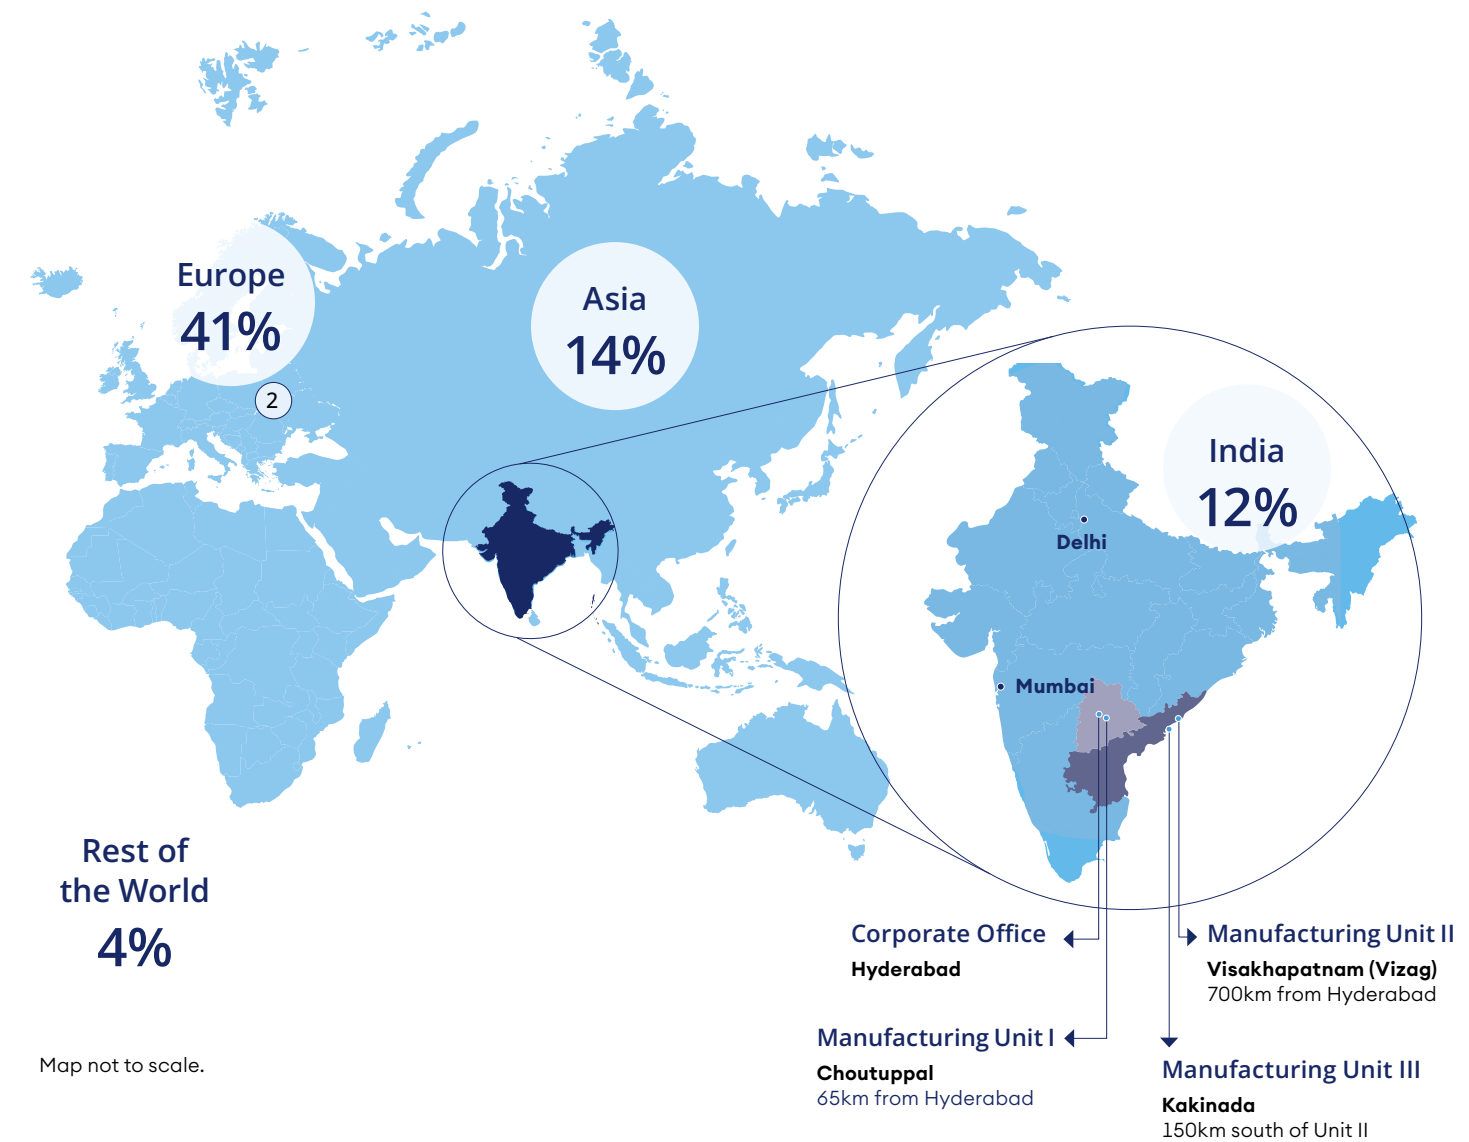 Europe
41%
2
Asia
14%
India
12%
Delhi
Mumbai
Rest of
the World
4%
Corporate Office
Hyderabad
Manufacturing Unit II
Visakhapatnam (Vizag)
700km from Hyderabad
Manufacturing Unit I
Choutuppal
65km from Hyderabad
Manufacturing Unit III
Kakinada
150km south of Unit II
Map not to scale.